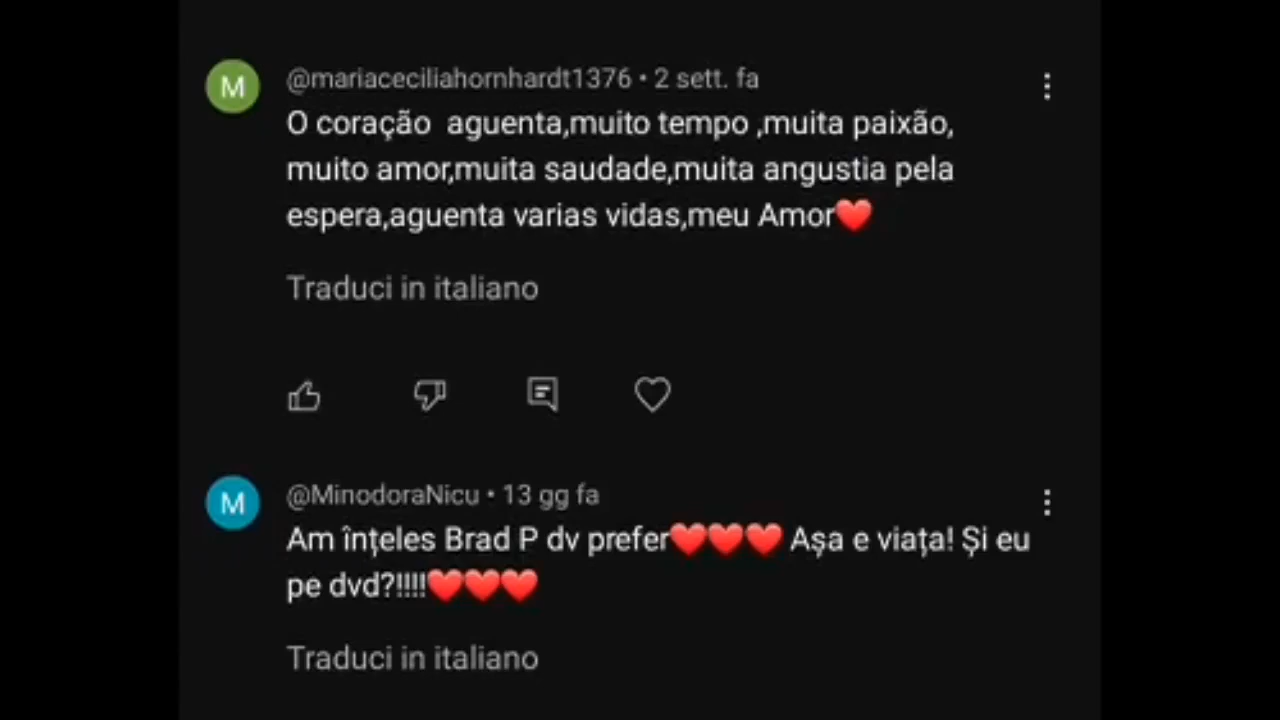 M
@mariaceciliahornhardt1376 • 2 sett. fa
O coração  aguenta,muito tempo ,muita paixão,
muito amor,muita saudade,muita angustia pela
espera,aguenta varias vidas,meu Amor❤️
Traduci in italiano
M
@MinodoraNicu • 13 gg fa
Am înțeles Brad P dv prefer❤️❤️❤️ Așa e viața! Și eu
pe dvd?!!!!❤️❤️❤️
Traduci in italiano